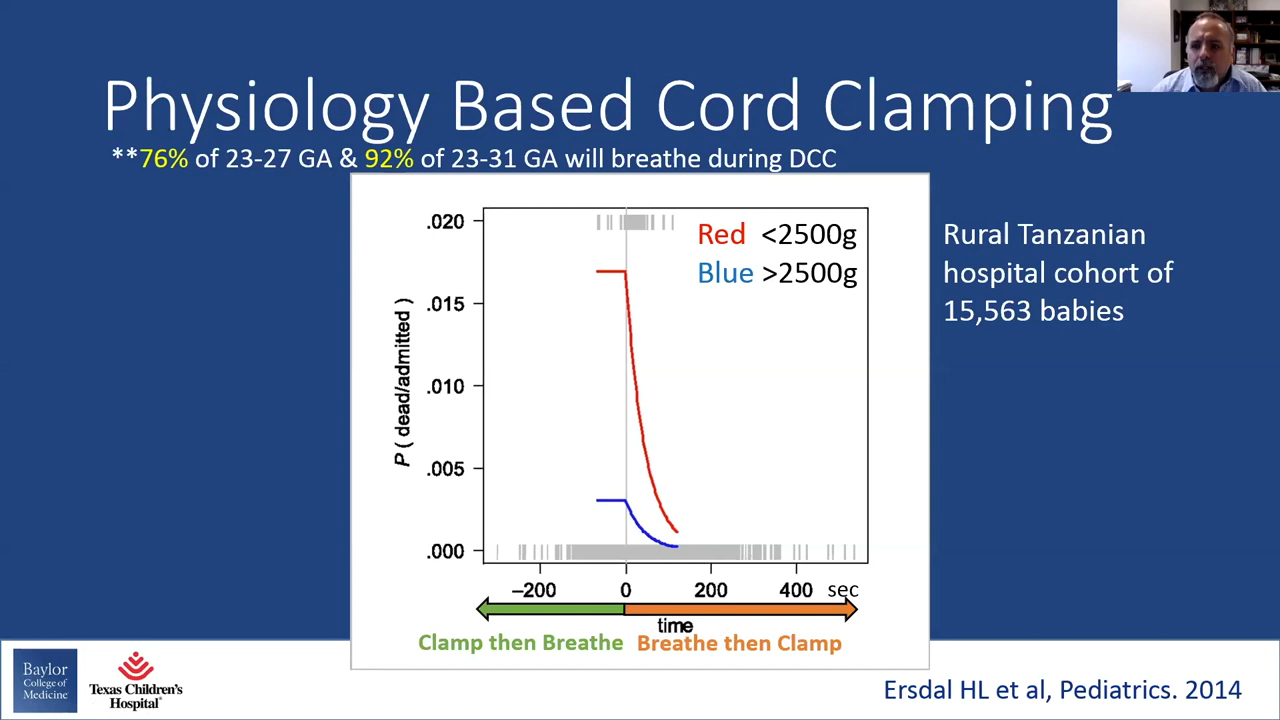 Physiology Based Cord Clamping
**76% of 23-27 GA & 92% of 23-31 GA will breathe during DCC
.020
.015
.010
.005
.000
P ( dead/admitted )
Red <2500g
Blue >2500g
–200 0 200 400 sec
time
Clamp then Breathe Breathe then Clamp
Rural Tanzanian
hospital cohort of
15,563 babies
Baylor
College of
Medicine
Texas Children's
Hospital
Ersdal HL et al, Pediatrics. 2014